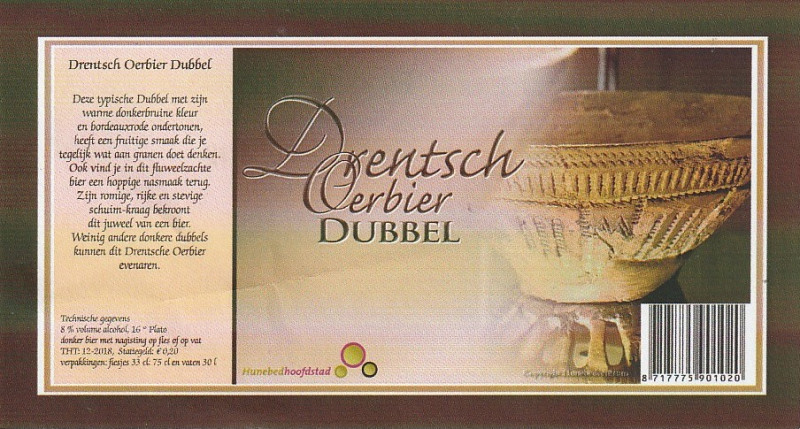 Drentsch Oerbier Dubbel
Deze typische Dubbel met zijn
warme donkerbruine kleur
en bordeauxrode ondertonen,
heeft een fruitige smaak die je
tegelijk wat aan granen doet denken.
Ook vind je in dit fluweelzachte
bier een hoppige nasmaak terug.
Zijn romige, rijke en stevige
schuim-kraag bekroont
dit juweel van een bier.
Weinig andere donkere dubbels
kunnen dit Drentsche Oerbier
evenaren.
Technische gegevens
8 % volume alcohol, 16 ° Plato
donker bier met nagisting op fles of op vat
THT: 12-2018, Statiegeld: € 0,20
verpakkingen: flesjes 33 cl: 75 cl en vaten 30 l
Drentsch
Oerbier
DUBBEL
Hunebedhoofdstad
Copyright
8 717775 901020